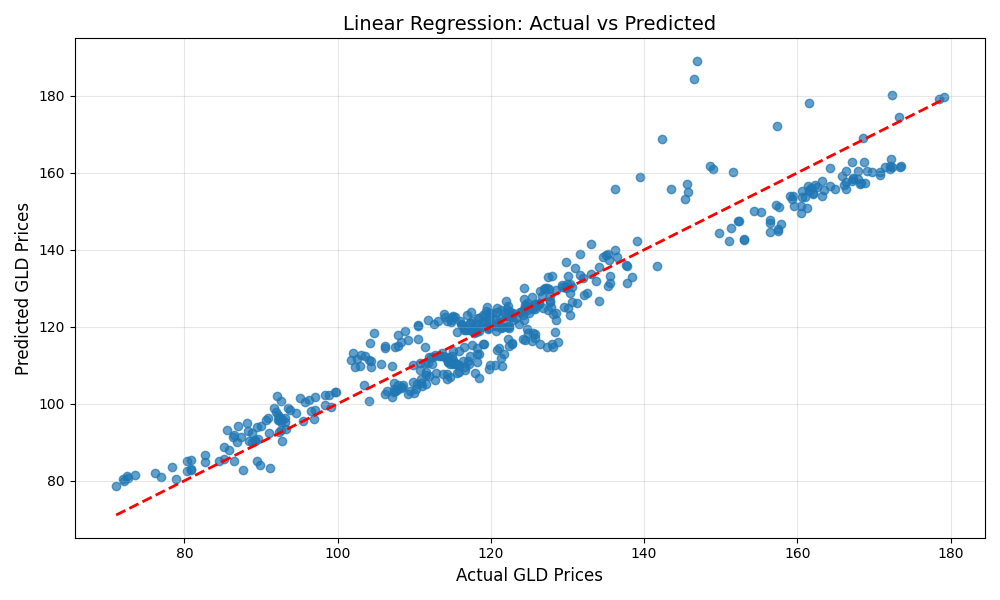 Linear Regression: Actual vs Predicted
Predicted GLD Prices
180
160
140
120
100
80
80 100 120 140 160 180
Actual GLD Prices